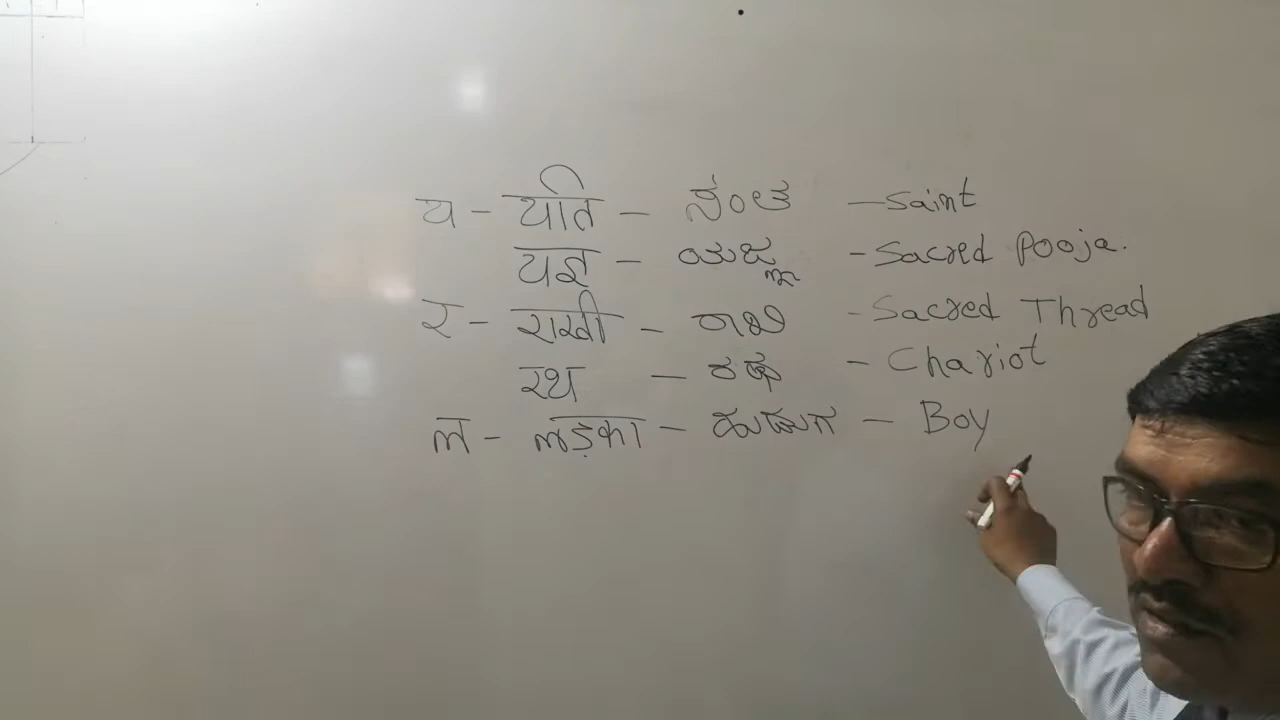 य - यति - ಸಂತ - Saint
यज्ञ - ಯಜ್ಞ - Sacred Pooja.
र - राखी - ರಾಖಿ - Sacred Thread
रथ - ರಥ - Chariot
ल - लड़का - ಹುಡುಗ - Boy